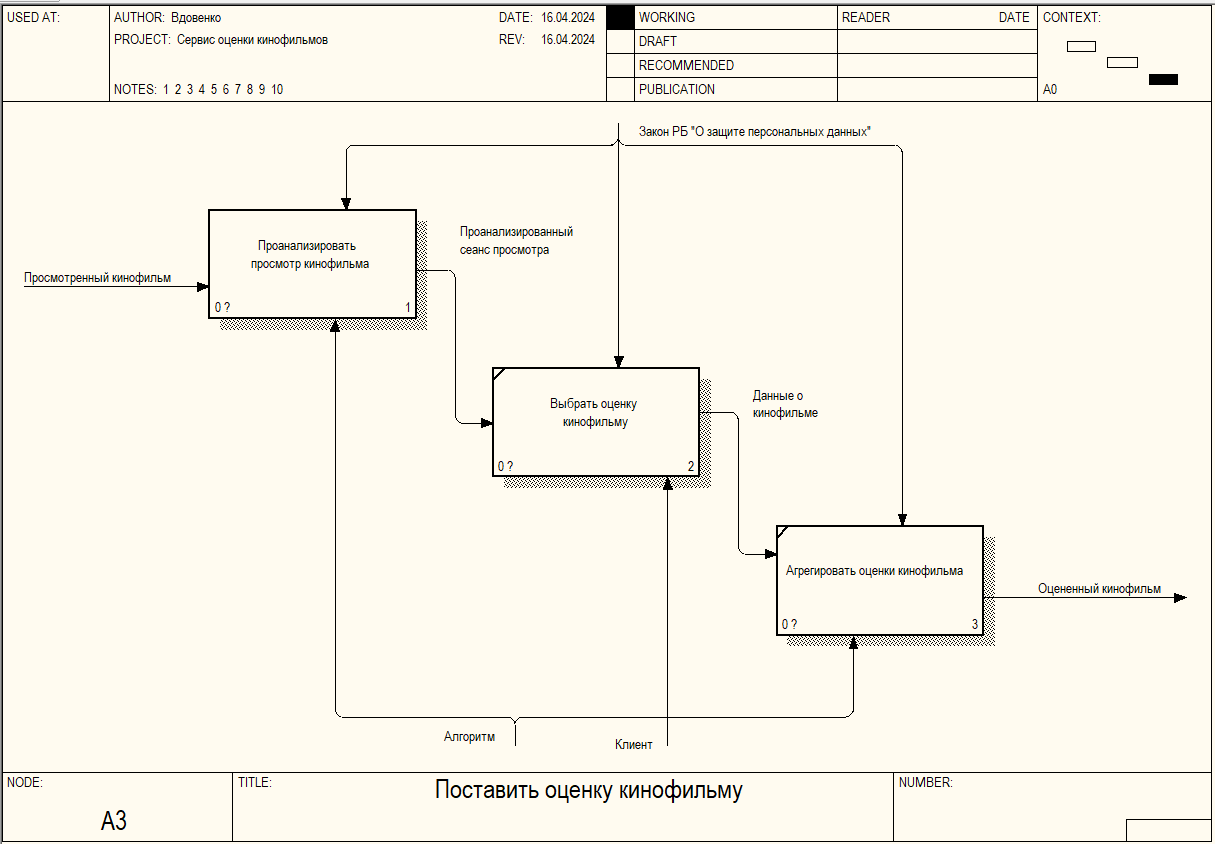 USED AT:
AUTHOR: Вдовенко
DATE: 16.04.2024
PROJECT: Сервис оценки кинофильмов
REV: 16.04.2024
NOTES: 1 2 3 4 5 6 7 8 9 10
WORKING
DRAFT
RECOMMENDED
PUBLICATION
READER
DATE
CONTEXT:
A0
Закон РБ "О защите персональных данных"
Просмотренный кинофильм
Проанализировать
просмотр кинофильма
0 ?
1
Проанализированный
сеанс просмотра
Выбрать оценку
кинофильму
0 ?
2
Данные о
кинофильме
Агрегировать оценки кинофильма
0 ?
3
Оцененный кинофильм
Алгоритм
Клиент
NODE:
A3
TITLE:
Поставить оценку кинофильму
NUMBER: